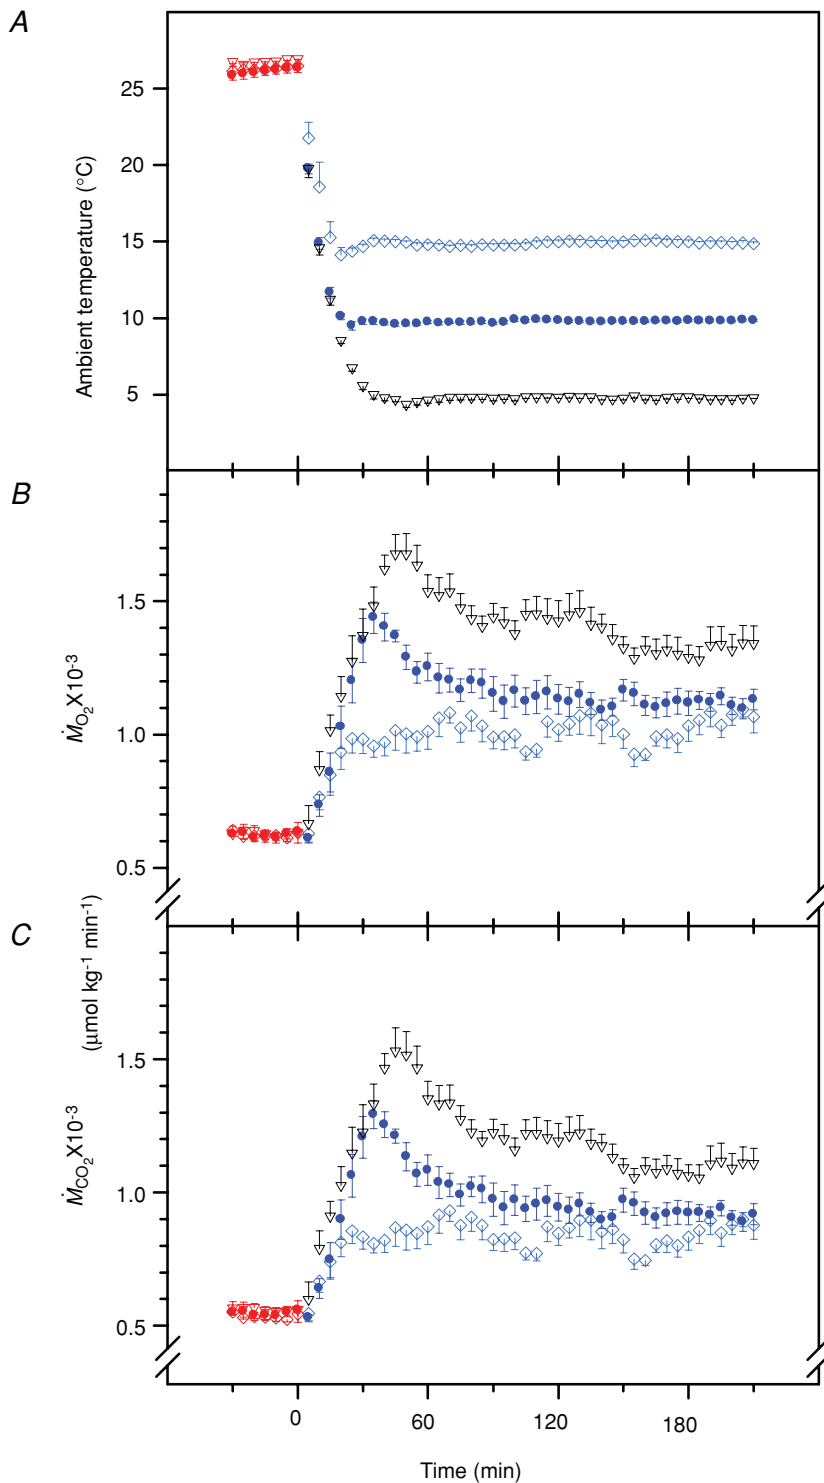 A
25
20
15
10
5
Ambient temperature (°C)
B
1.5
1.0
0.5
ṀO₂X10⁻³
(µmol kg⁻¹ min⁻¹)
C
1.5
1.0
0.5
ṀCO₂X10⁻³
0 60 120 180
Time (min)